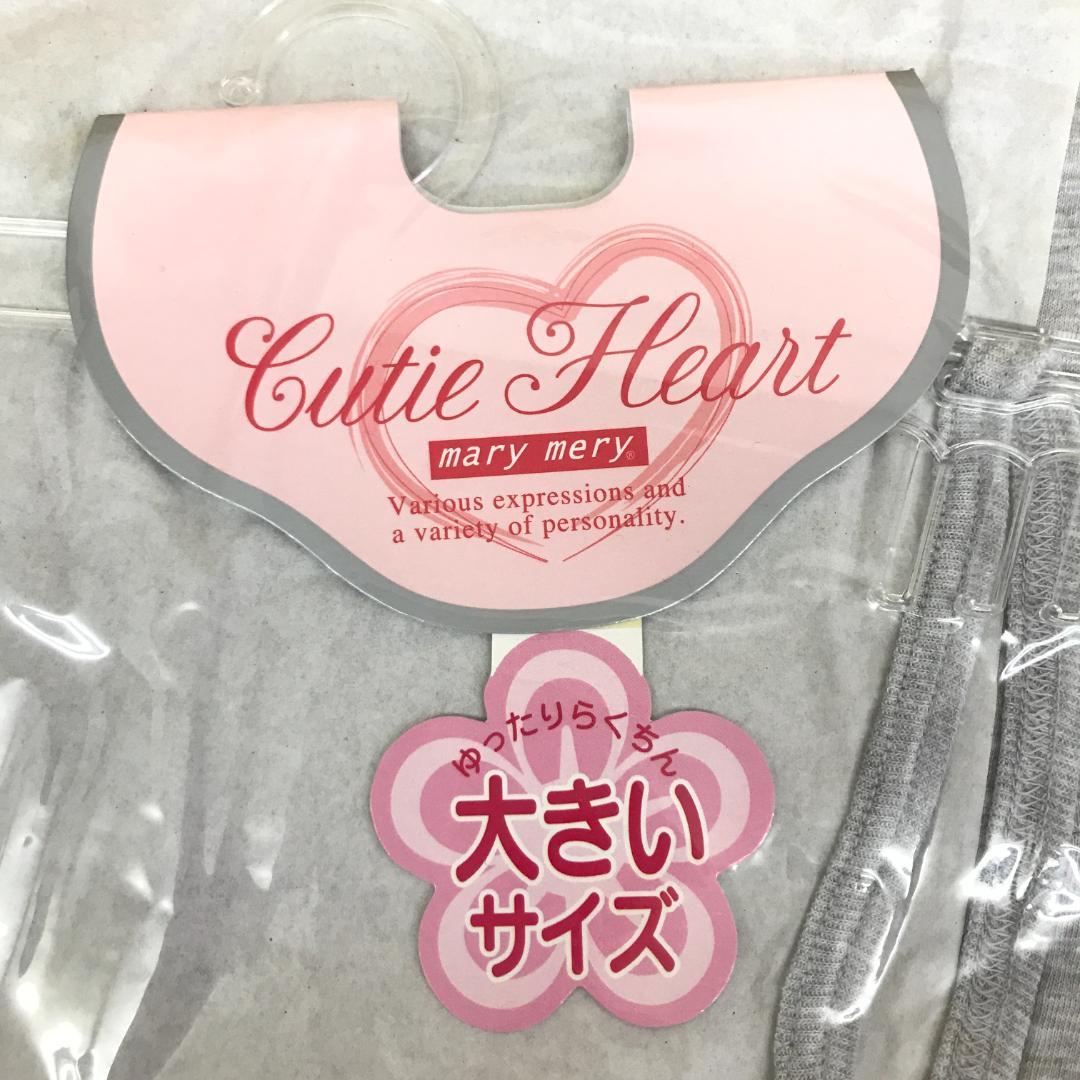 Cutie Heart
mary mery®
Various expressions and
a variety of personality.
ゆったりらくちん
大きい
サイズ